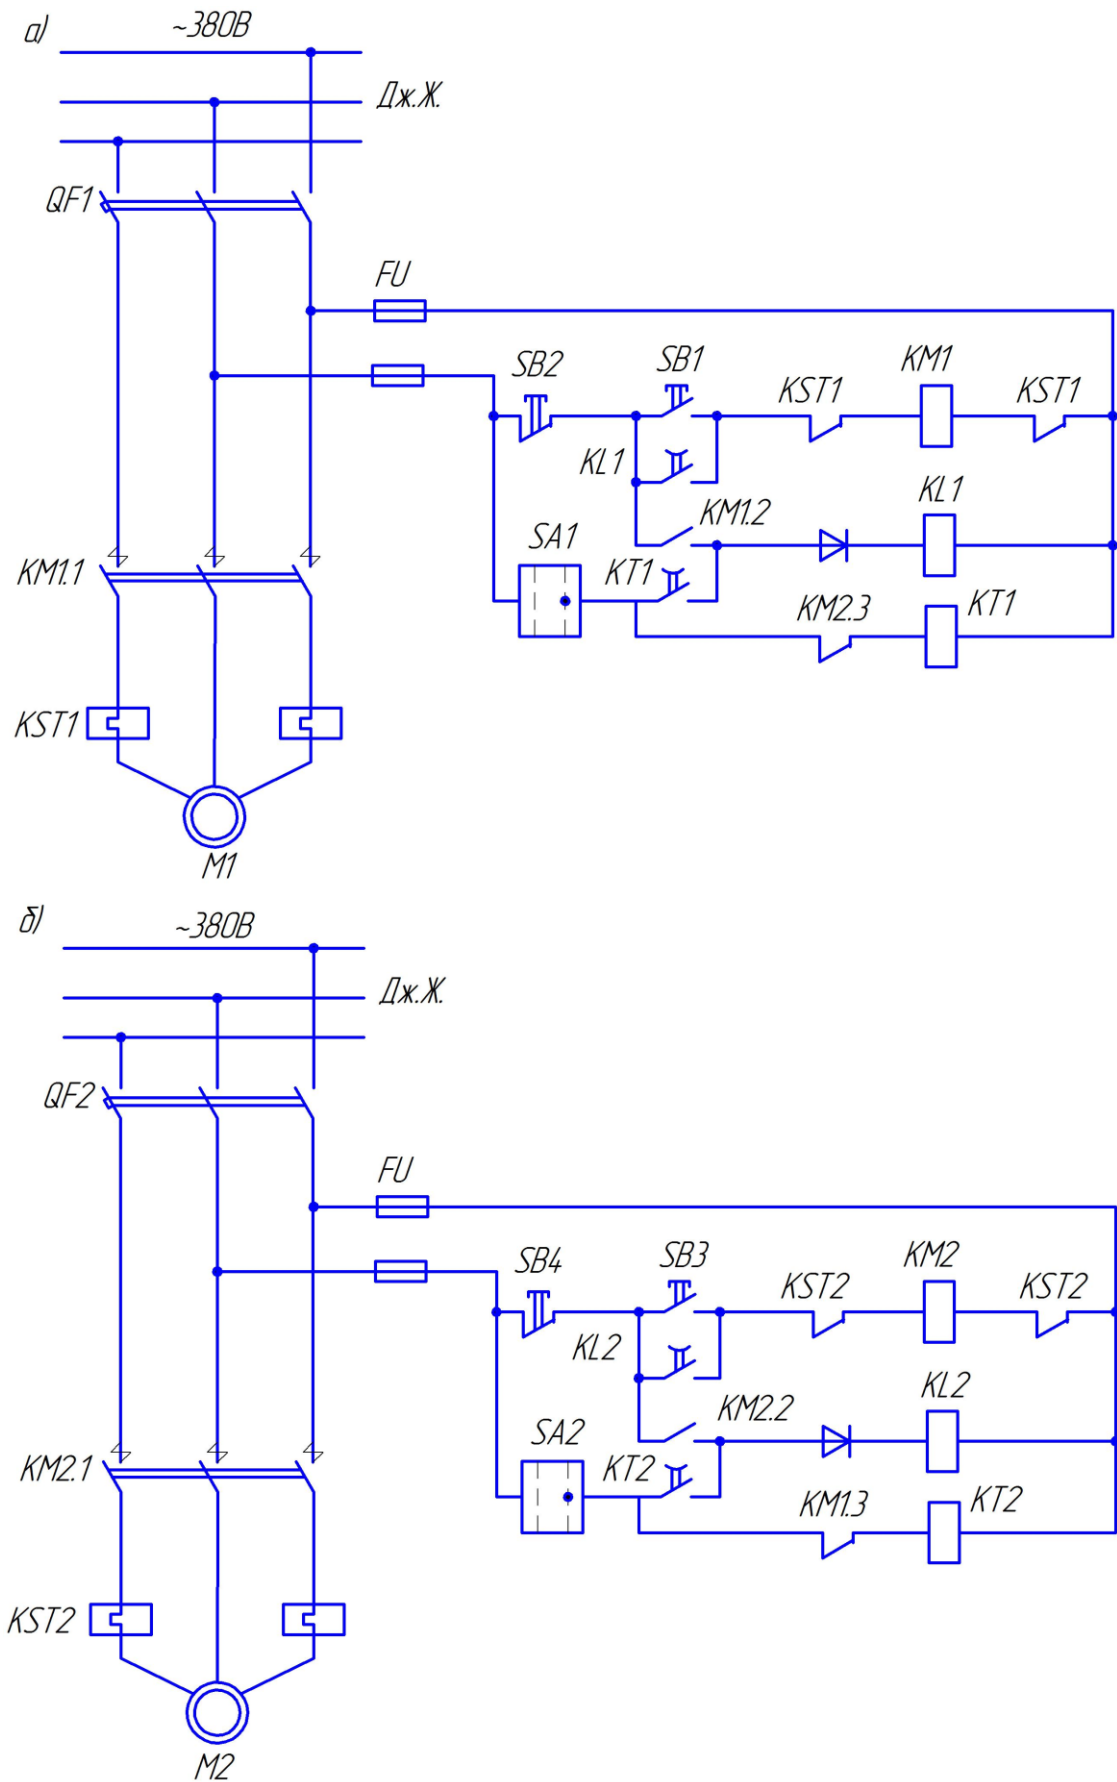 а)
~380В
Дж.Ж.
QF1
FU
SB2
SB1
KST1
KM1
KST1
KL1
KL1
KM1.2
SA1
KT1
KM1.1
KM2.3
KT1
KST1
M1
б)
~380В
Дж.Ж.
QF2
FU
SB4
SB3
KST2
KM2
KST2
KL2
KL2
KM2.2
SA2
KT2
KM2.1
KM1.3
KT2
KST2
M2